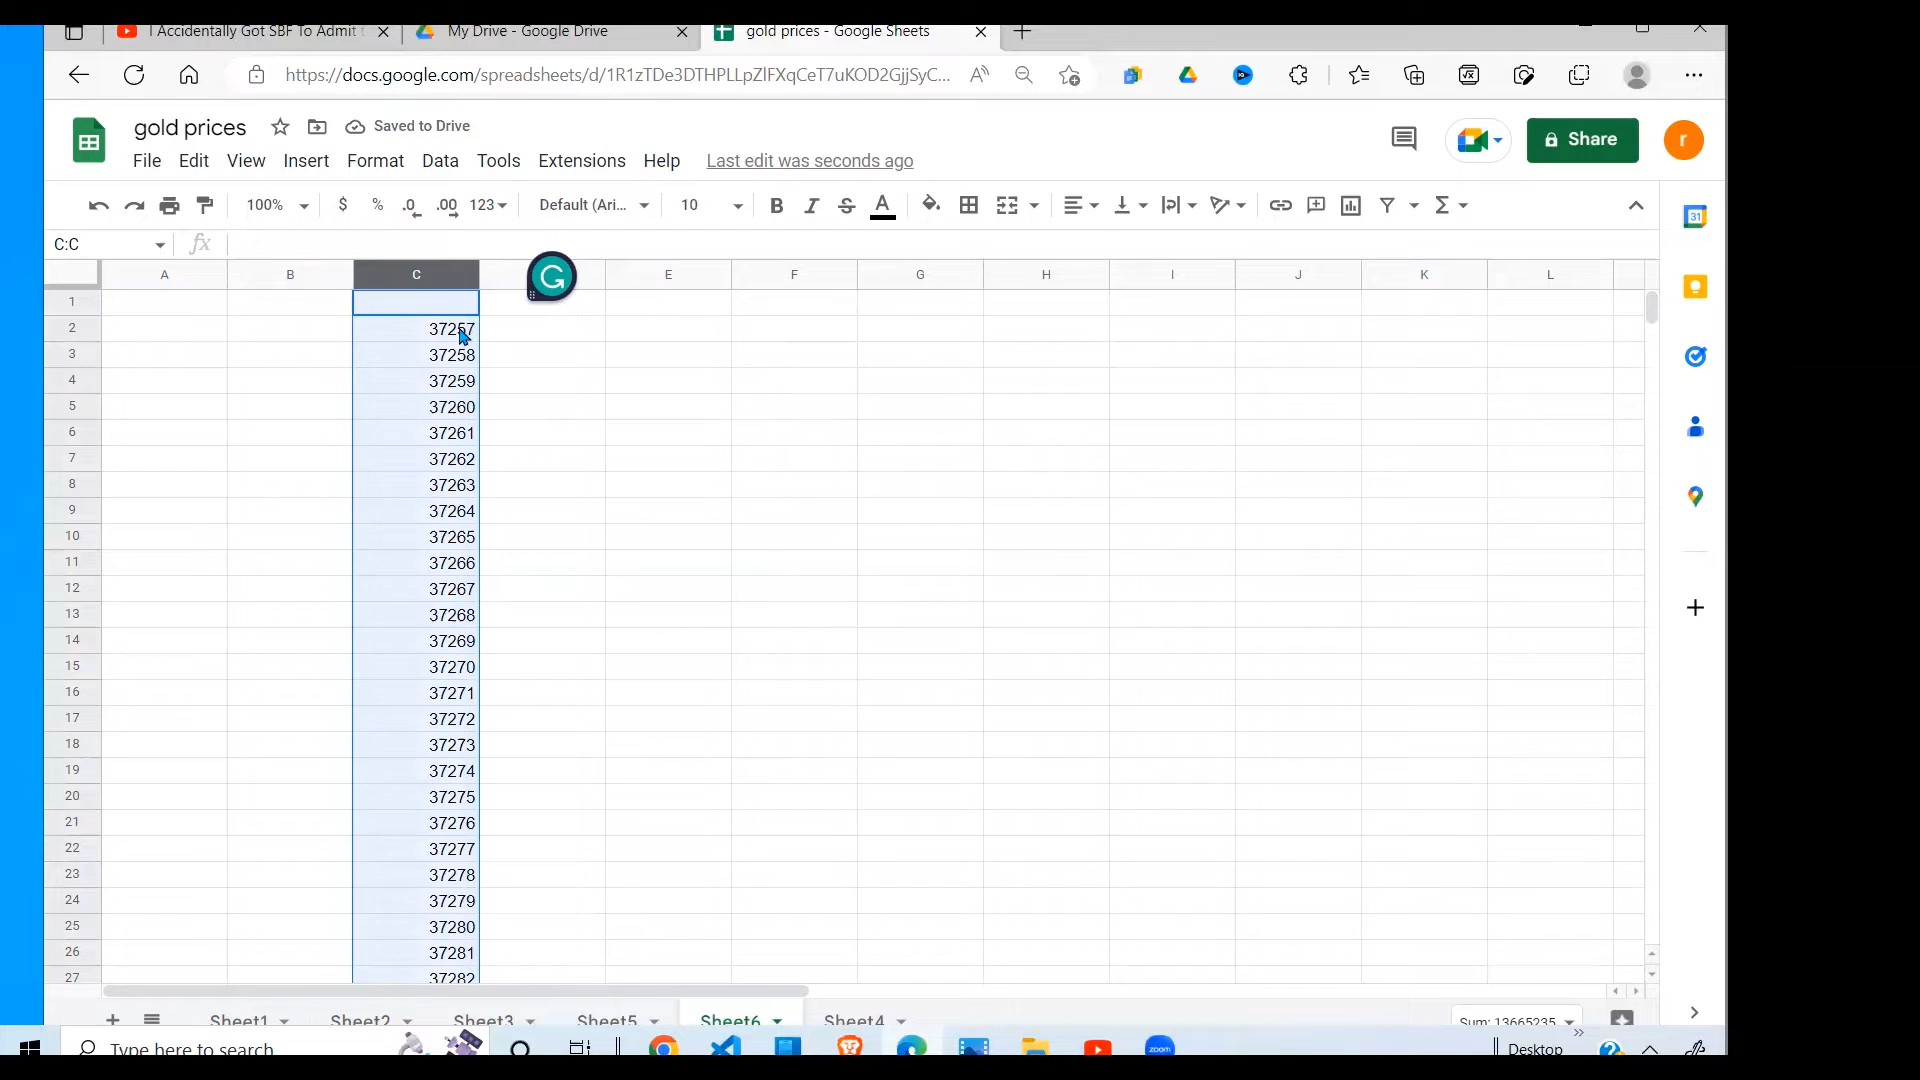 I Accidentally Got SBF To Admit
My Drive - Google Drive
gold prices - Google Sheets
https://docs.google.com/spreadsheets/d/1R1zTDe3DTHPLLpZlFXqCeT7uKOD2GjjSyC...
gold prices
Saved to Drive
File Edit View Insert Format Data Tools Extensions Help Last edit was seconds ago
Share
r
100% $ % .0 .00 123 Default (Ari... 10 B I S A
31
C:C
fx
A B C E F G H I J K L
G
1
2 37257
3 37258
4 37259
5 37260
6 37261
7 37262
8 37263
9 37264
10 37265
11 37266
12 37267
13 37268
14 37269
15 37270
16 37271
17 37272
18 37273
19 37274
20 37275
21 37276
22 37277
23 37278
24 37279
25 37280
26 37281
27 37282
Sheet1 Sheet2 Sheet3 Sheet5 Sheet6 Sheet4
Sum: 13665235
Type here to search
zoom
Desktop